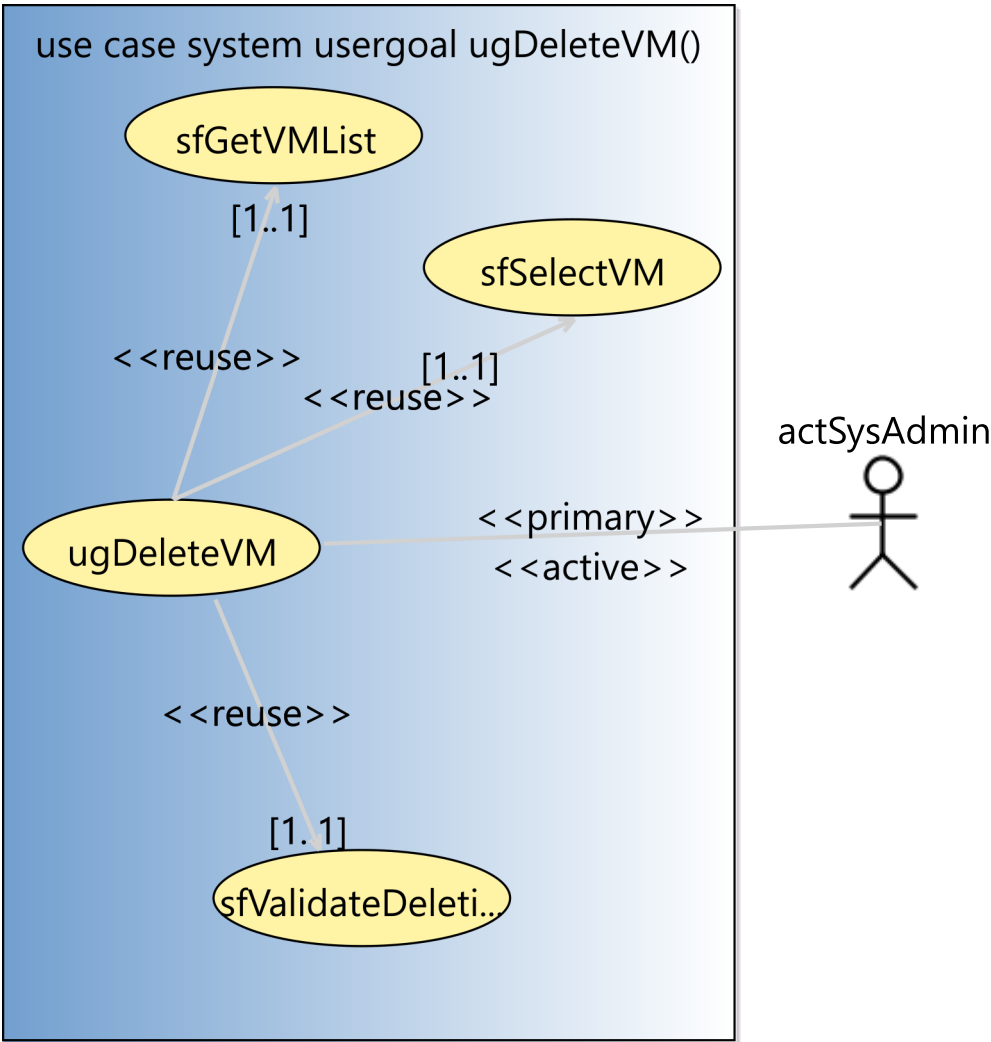 use case system usergoal ugDeleteVM()
sfGetVMList
[1..1]
sfSelectVM
<<reuse>>
[1..1]
<<reuse>>
actSysAdmin
<<primary>>
ugDeleteVM
<<active>>
<<reuse>>
[1..1]
sfValidateDeleti...